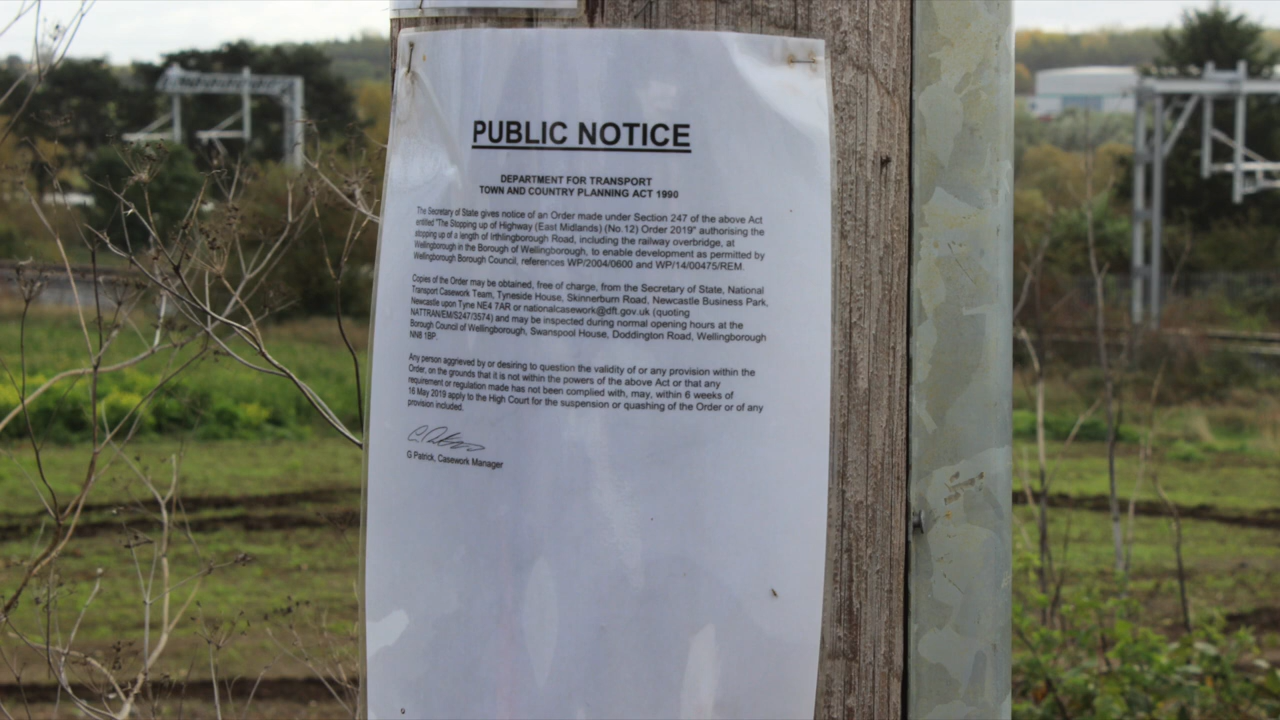 PUBLIC NOTICE
DEPARTMENT FOR TRANSPORT
TOWN AND COUNTRY PLANNING ACT 1990
The Secretary of State gives notice of an Order made under Section 247 of the above Act
entitled "The Stopping up of Highway (East Midlands) (No.12) Order 2019" authorising the
stopping up of a length of Irthlingborough Road, including the railway overbridge, at
Wellingborough in the Borough of Wellingborough, to enable development as permitted by
Wellingborough Borough Council, references WP/2004/0600 and WP/14/00475/REM.
Copies of the Order may be obtained, free of charge, from the Secretary of State, National
Transport Casework Team, Tyneside House, Skinnerburn Road, Newcastle Business Park,
Newcastle upon Tyne NE4 7AR or nationalcasework@dft.gov.uk (quoting
NATTRAN/EM/S247/3574) and may be inspected during normal opening hours at the
Borough Council of Wellingborough, Swanspool House, Doddington Road, Wellingborough
NN8 1BP.
Any person aggrieved by or desiring to question the validity of or any provision within the
Order, on the grounds that it is not within the powers of the above Act or that any
requirement or regulation made has not been complied with, may, within 6 weeks of
16 May 2019 apply to the High Court for the suspension or quashing of the Order or of any
provision included.
G Patrick, Casework Manager